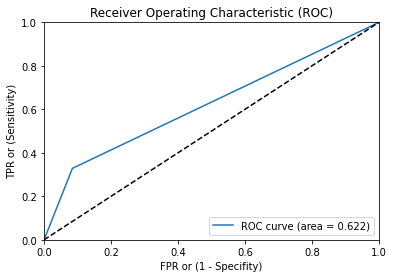 Receiver Operating Characteristic (ROC)
1.0
0.8
0.6
0.4
0.2
0.0
TPR or (Sensitivity)
ROC curve (area = 0.622)
0.0 0.2 0.4 0.6 0.8 1.0
FPR or (1 - Specifity)